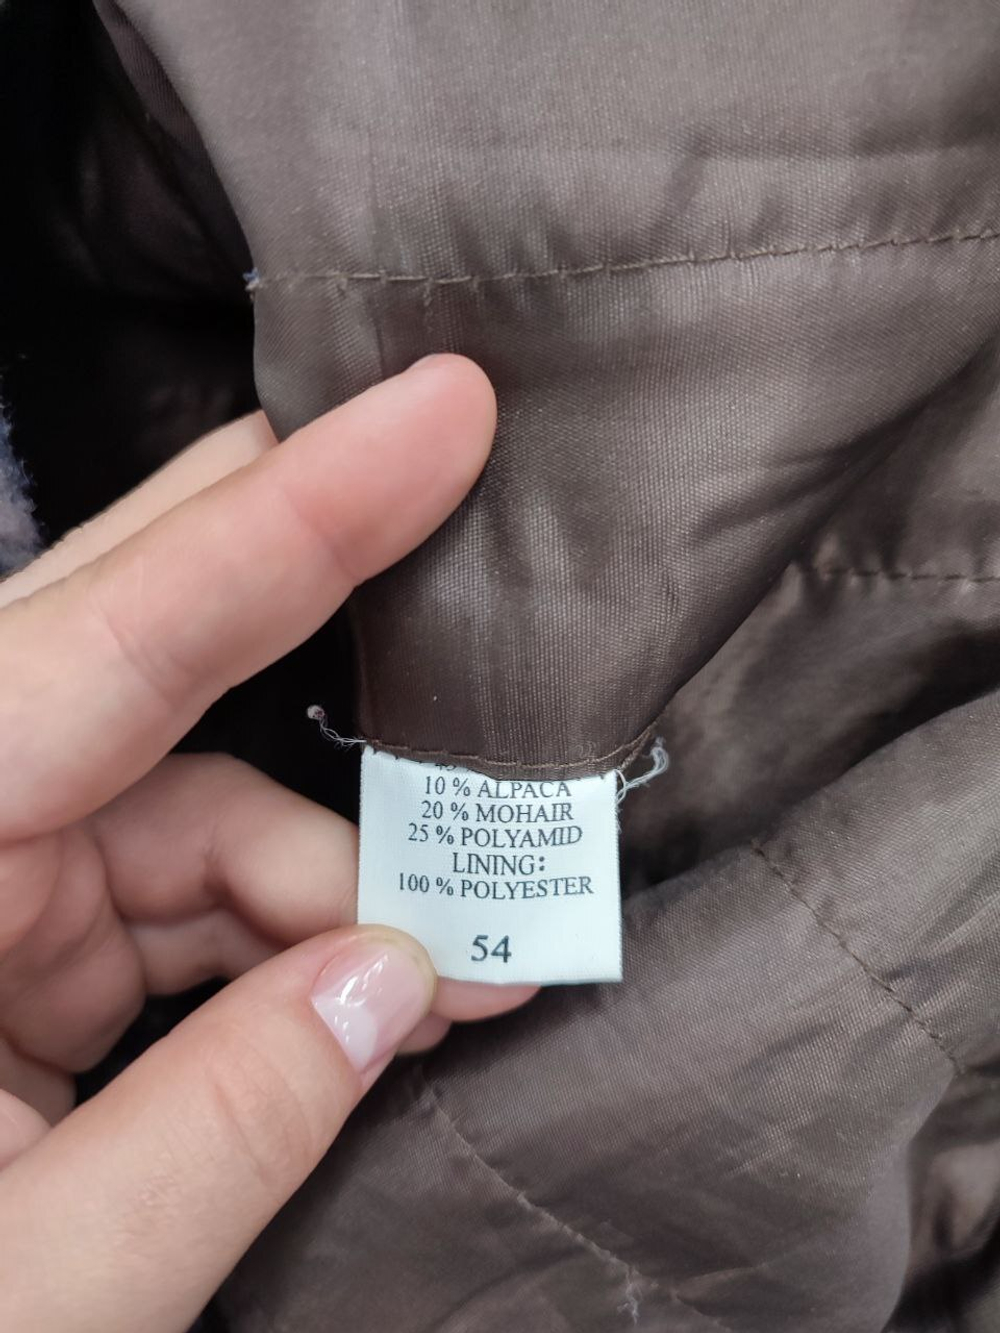 10 % ALPACA
20 % MOHAIR
25 % POLYAMID
LINING:
100 % POLYESTER
54